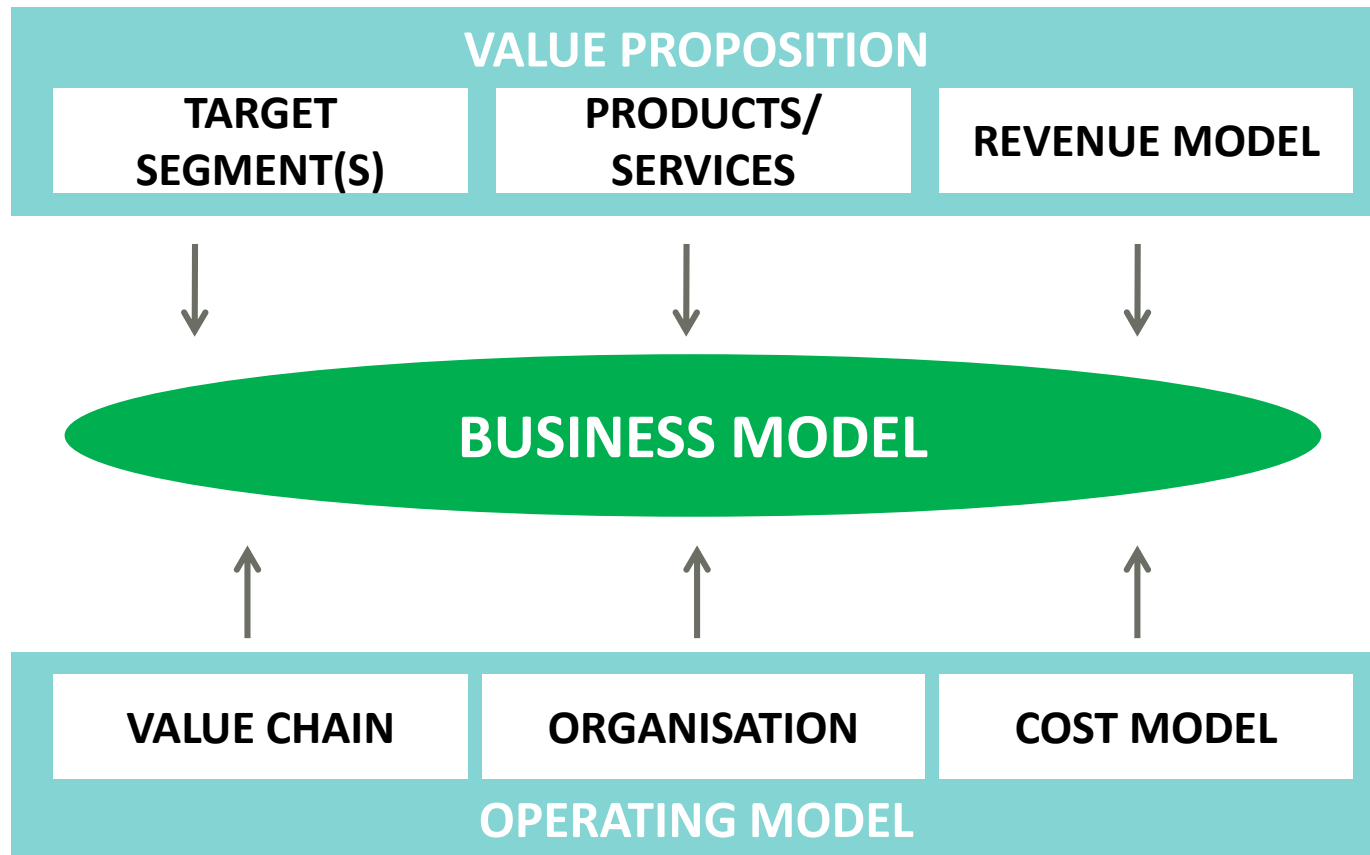 VALUE PROPOSITION
TARGET
SEGMENT(S)
PRODUCTS/
SERVICES
REVENUE MODEL
BUSINESS MODEL
VALUE CHAIN
ORGANISATION
COST MODEL
OPERATING MODEL